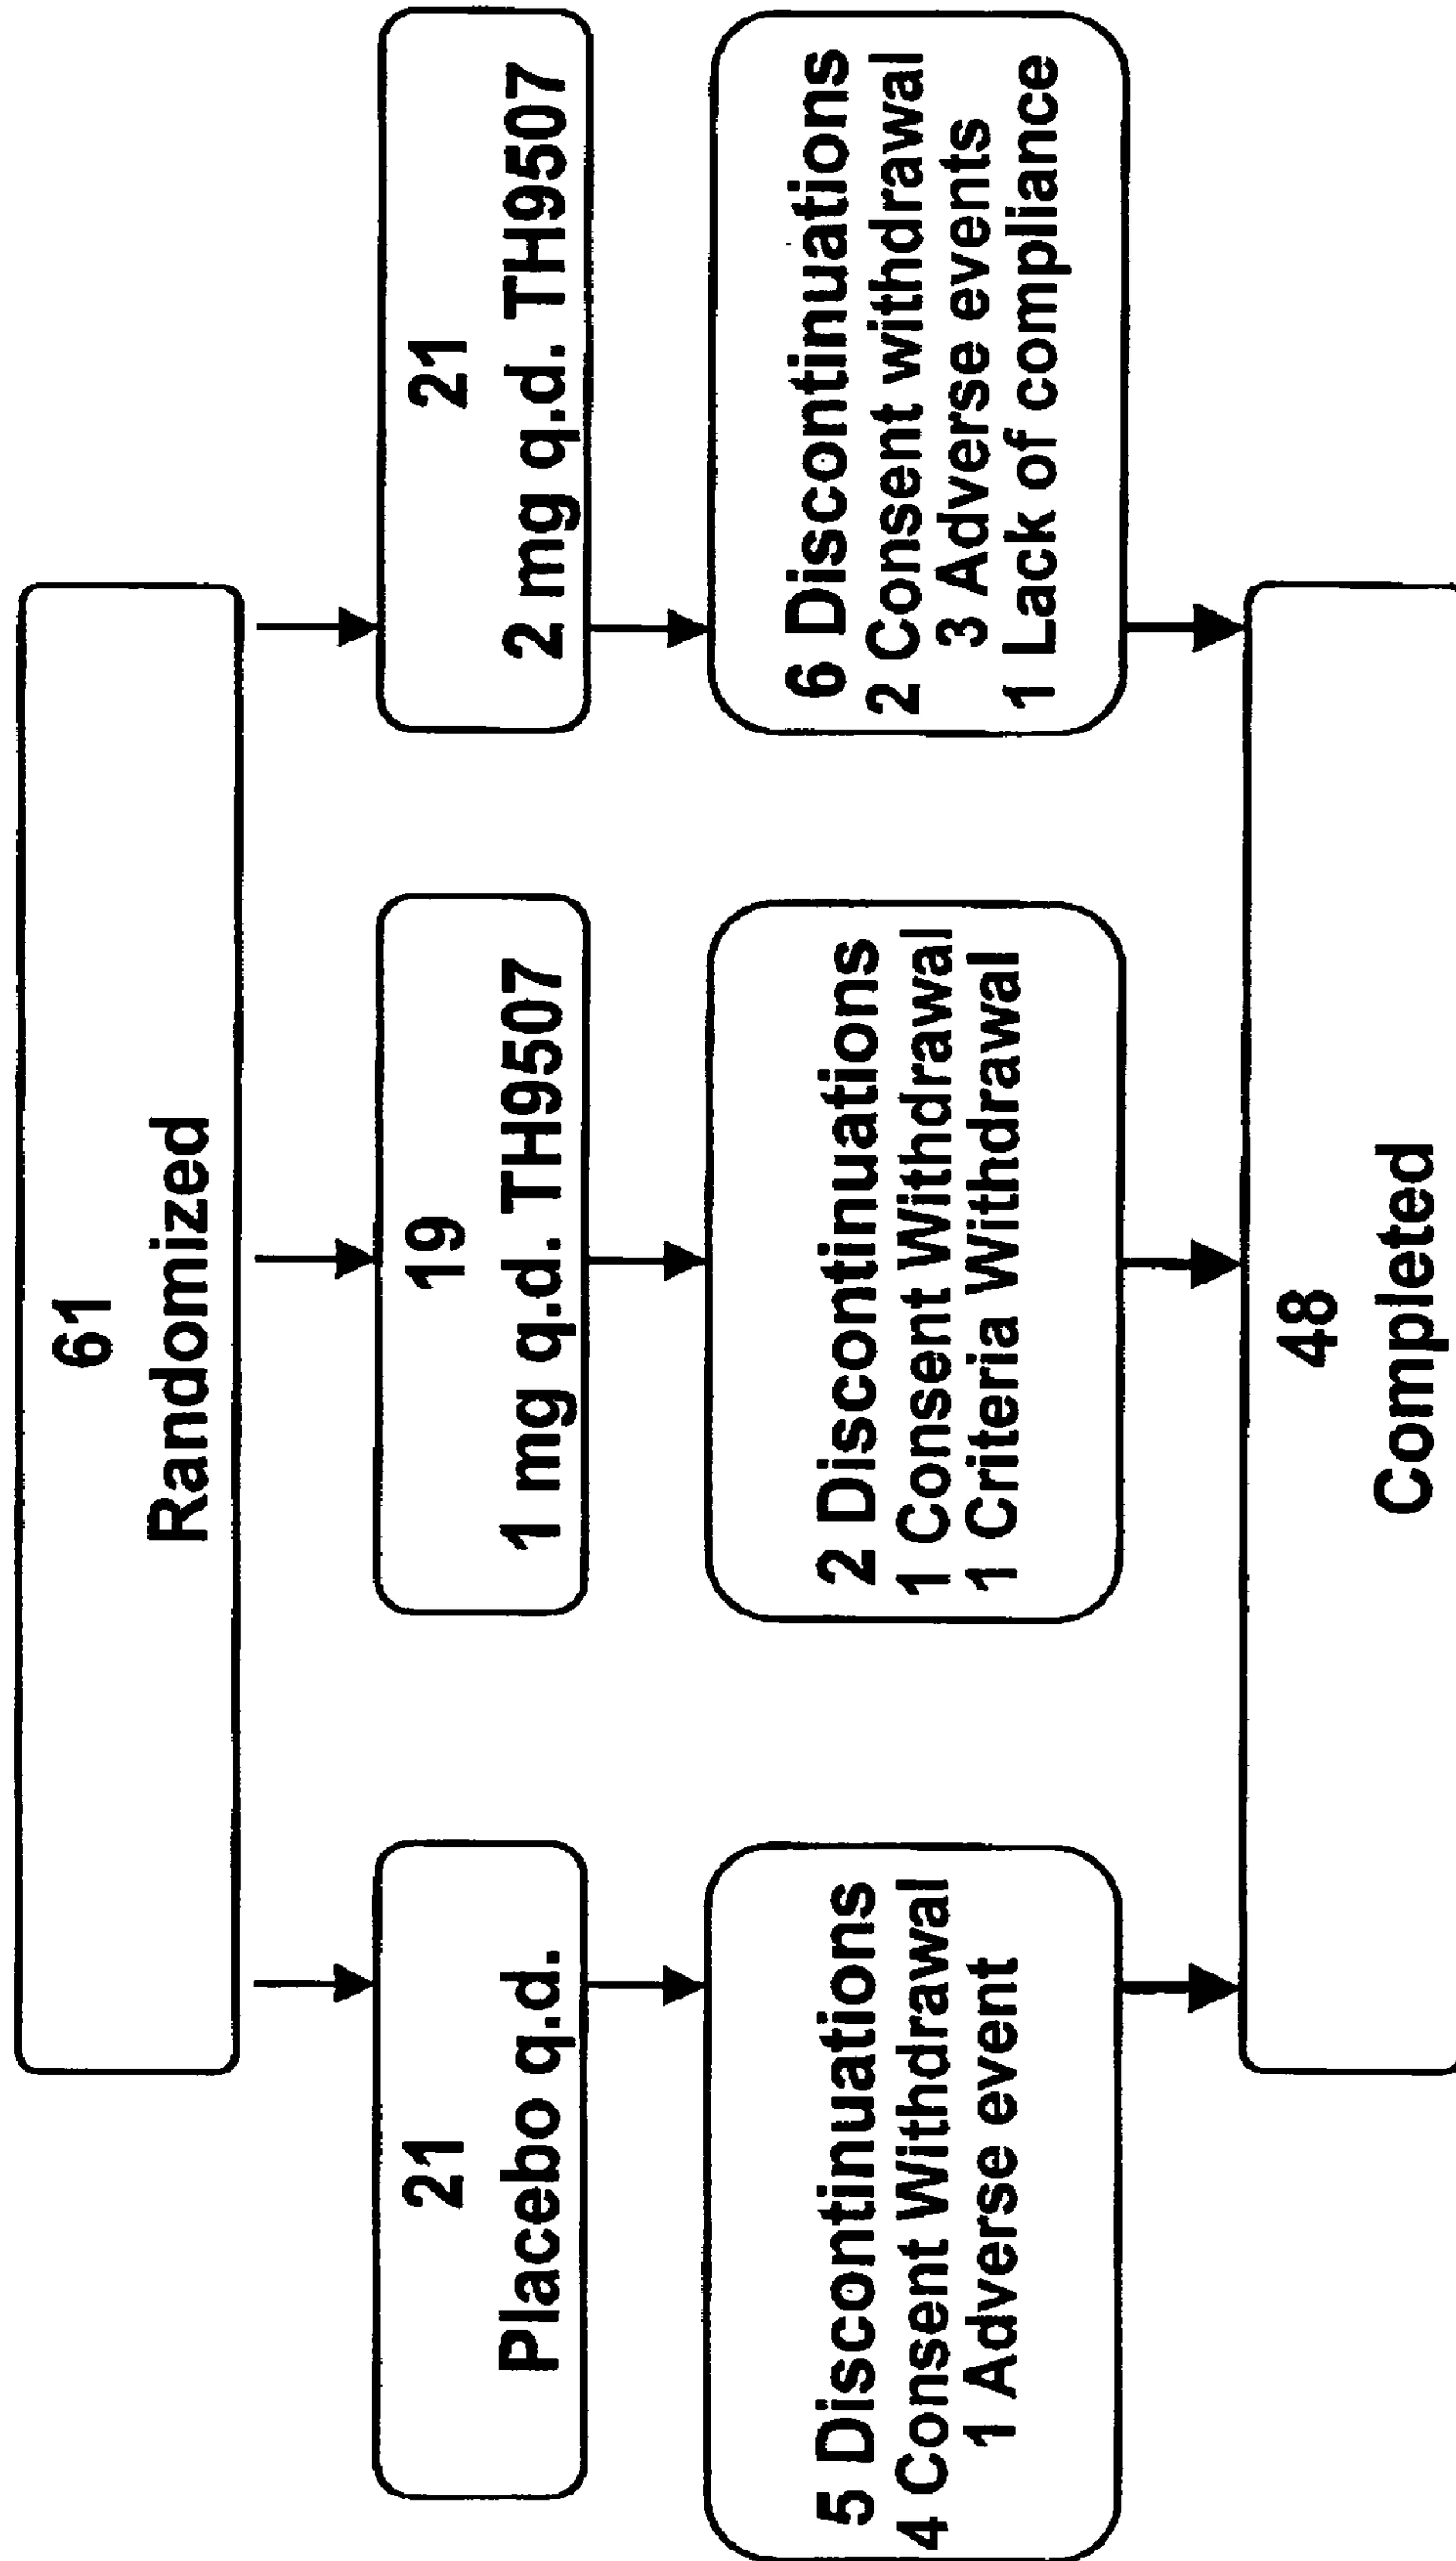 61
Randomized
21
Placebo q.d.
19
1 mg q.d. TH9507
21
2 mg q.d. TH9507
5 Discontinuations
4 Consent Withdrawal
1 Adverse event
2 Discontinuations
1 Consent Withdrawal
1 Criteria Withdrawal
6 Discontinuations
2 Consent withdrawal
3 Adverse events
1 Lack of compliance
48
Completed